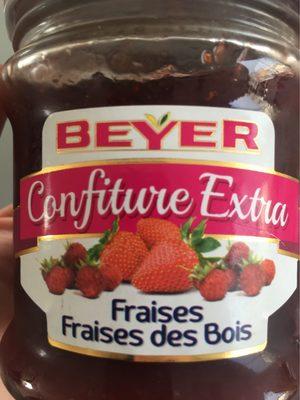 BEYER
Confiture Extra
Fraises
Fraises des Bois